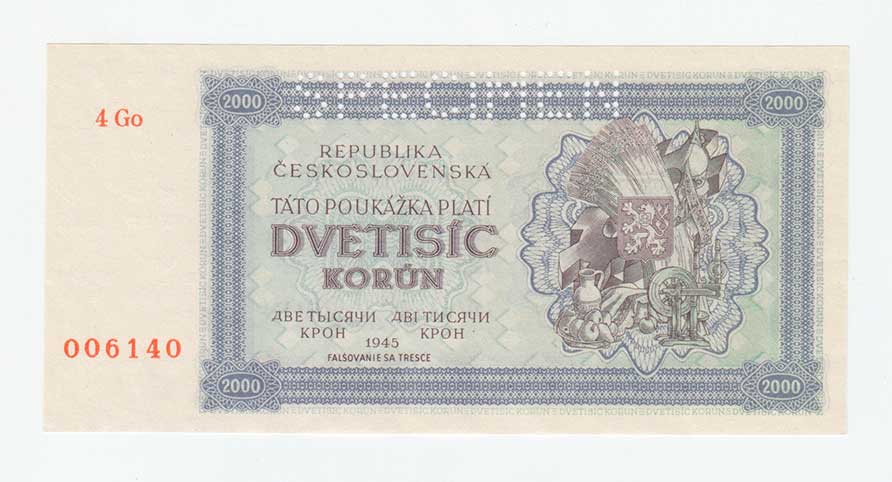 SPECIMEN
2000
2000
4 Go
REPUBLIKA
ČESKOSLOVENSKÁ
TÁTO POUKÁŽKA PLATÍ
DVETISÍC
KORÚN
ДВЕ ТЫСЯЧИ ДВІ ТИСЯЧИ
КРОН КРОН
1945
FALŠOVANIE SA TRESCE
006140
2000
2000